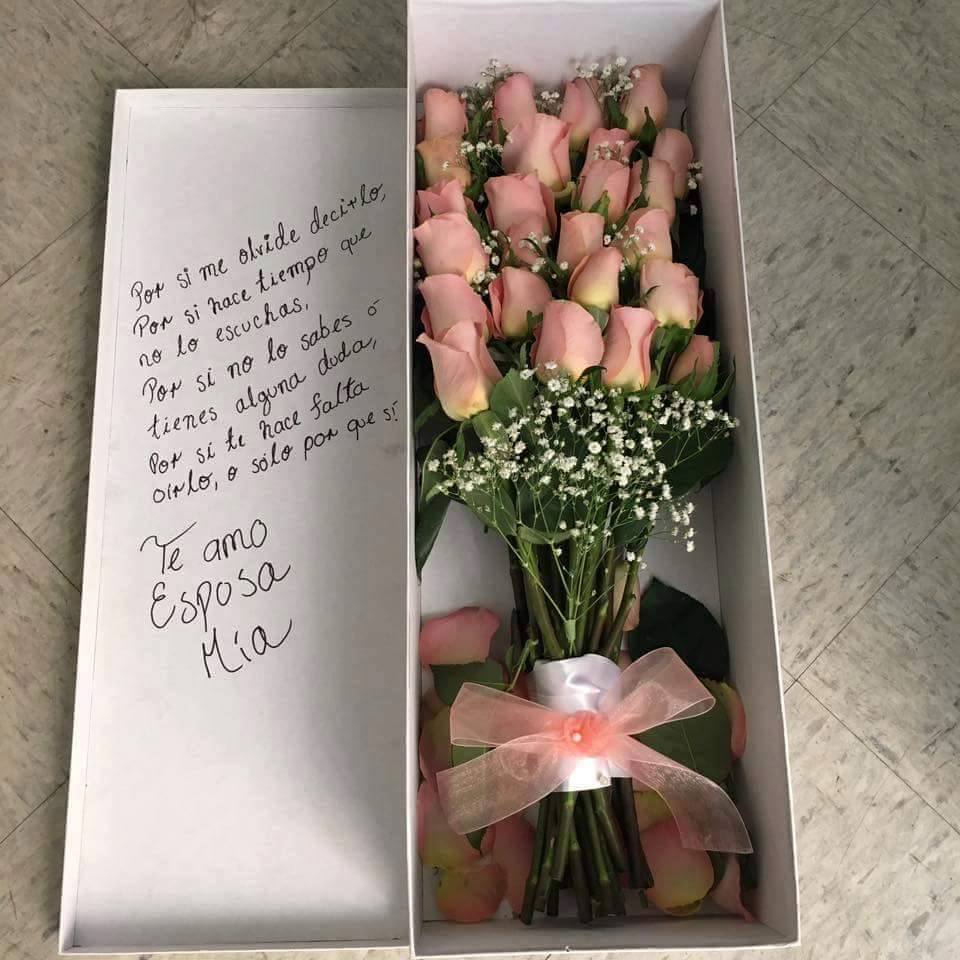 Por si me olvide decirlo,
Por si hace tiempo que
no lo escuchas,
Por si no lo sabes ó
tienes alguna duda,
Por si te hace falta
oirlo, o sólo por que sí!
Te amo
Esposa
Mía